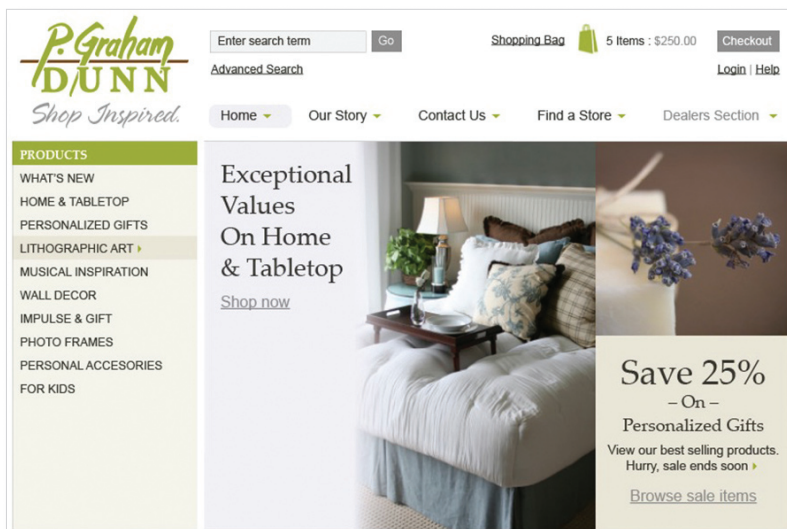 P. Graham
DUNN
Shop Inspired.
Enter search term
Go
Advanced Search
Shopping Bag
5 Items : $250.00
Checkout
Login | Help
Home
Our Story
Contact Us
Find a Store
Dealers Section
PRODUCTS
WHAT'S NEW
HOME & TABLETOP
PERSONALIZED GIFTS
LITHOGRAPHIC ART
MUSICAL INSPIRATION
WALL DECOR
IMPULSE & GIFT
PHOTO FRAMES
PERSONAL ACCESORIES
FOR KIDS
Exceptional
Values
On Home
& Tabletop
Shop now
Save 25%
– On –
Personalized Gifts
View our best selling products.
Hurry, sale ends soon
Browse sale items